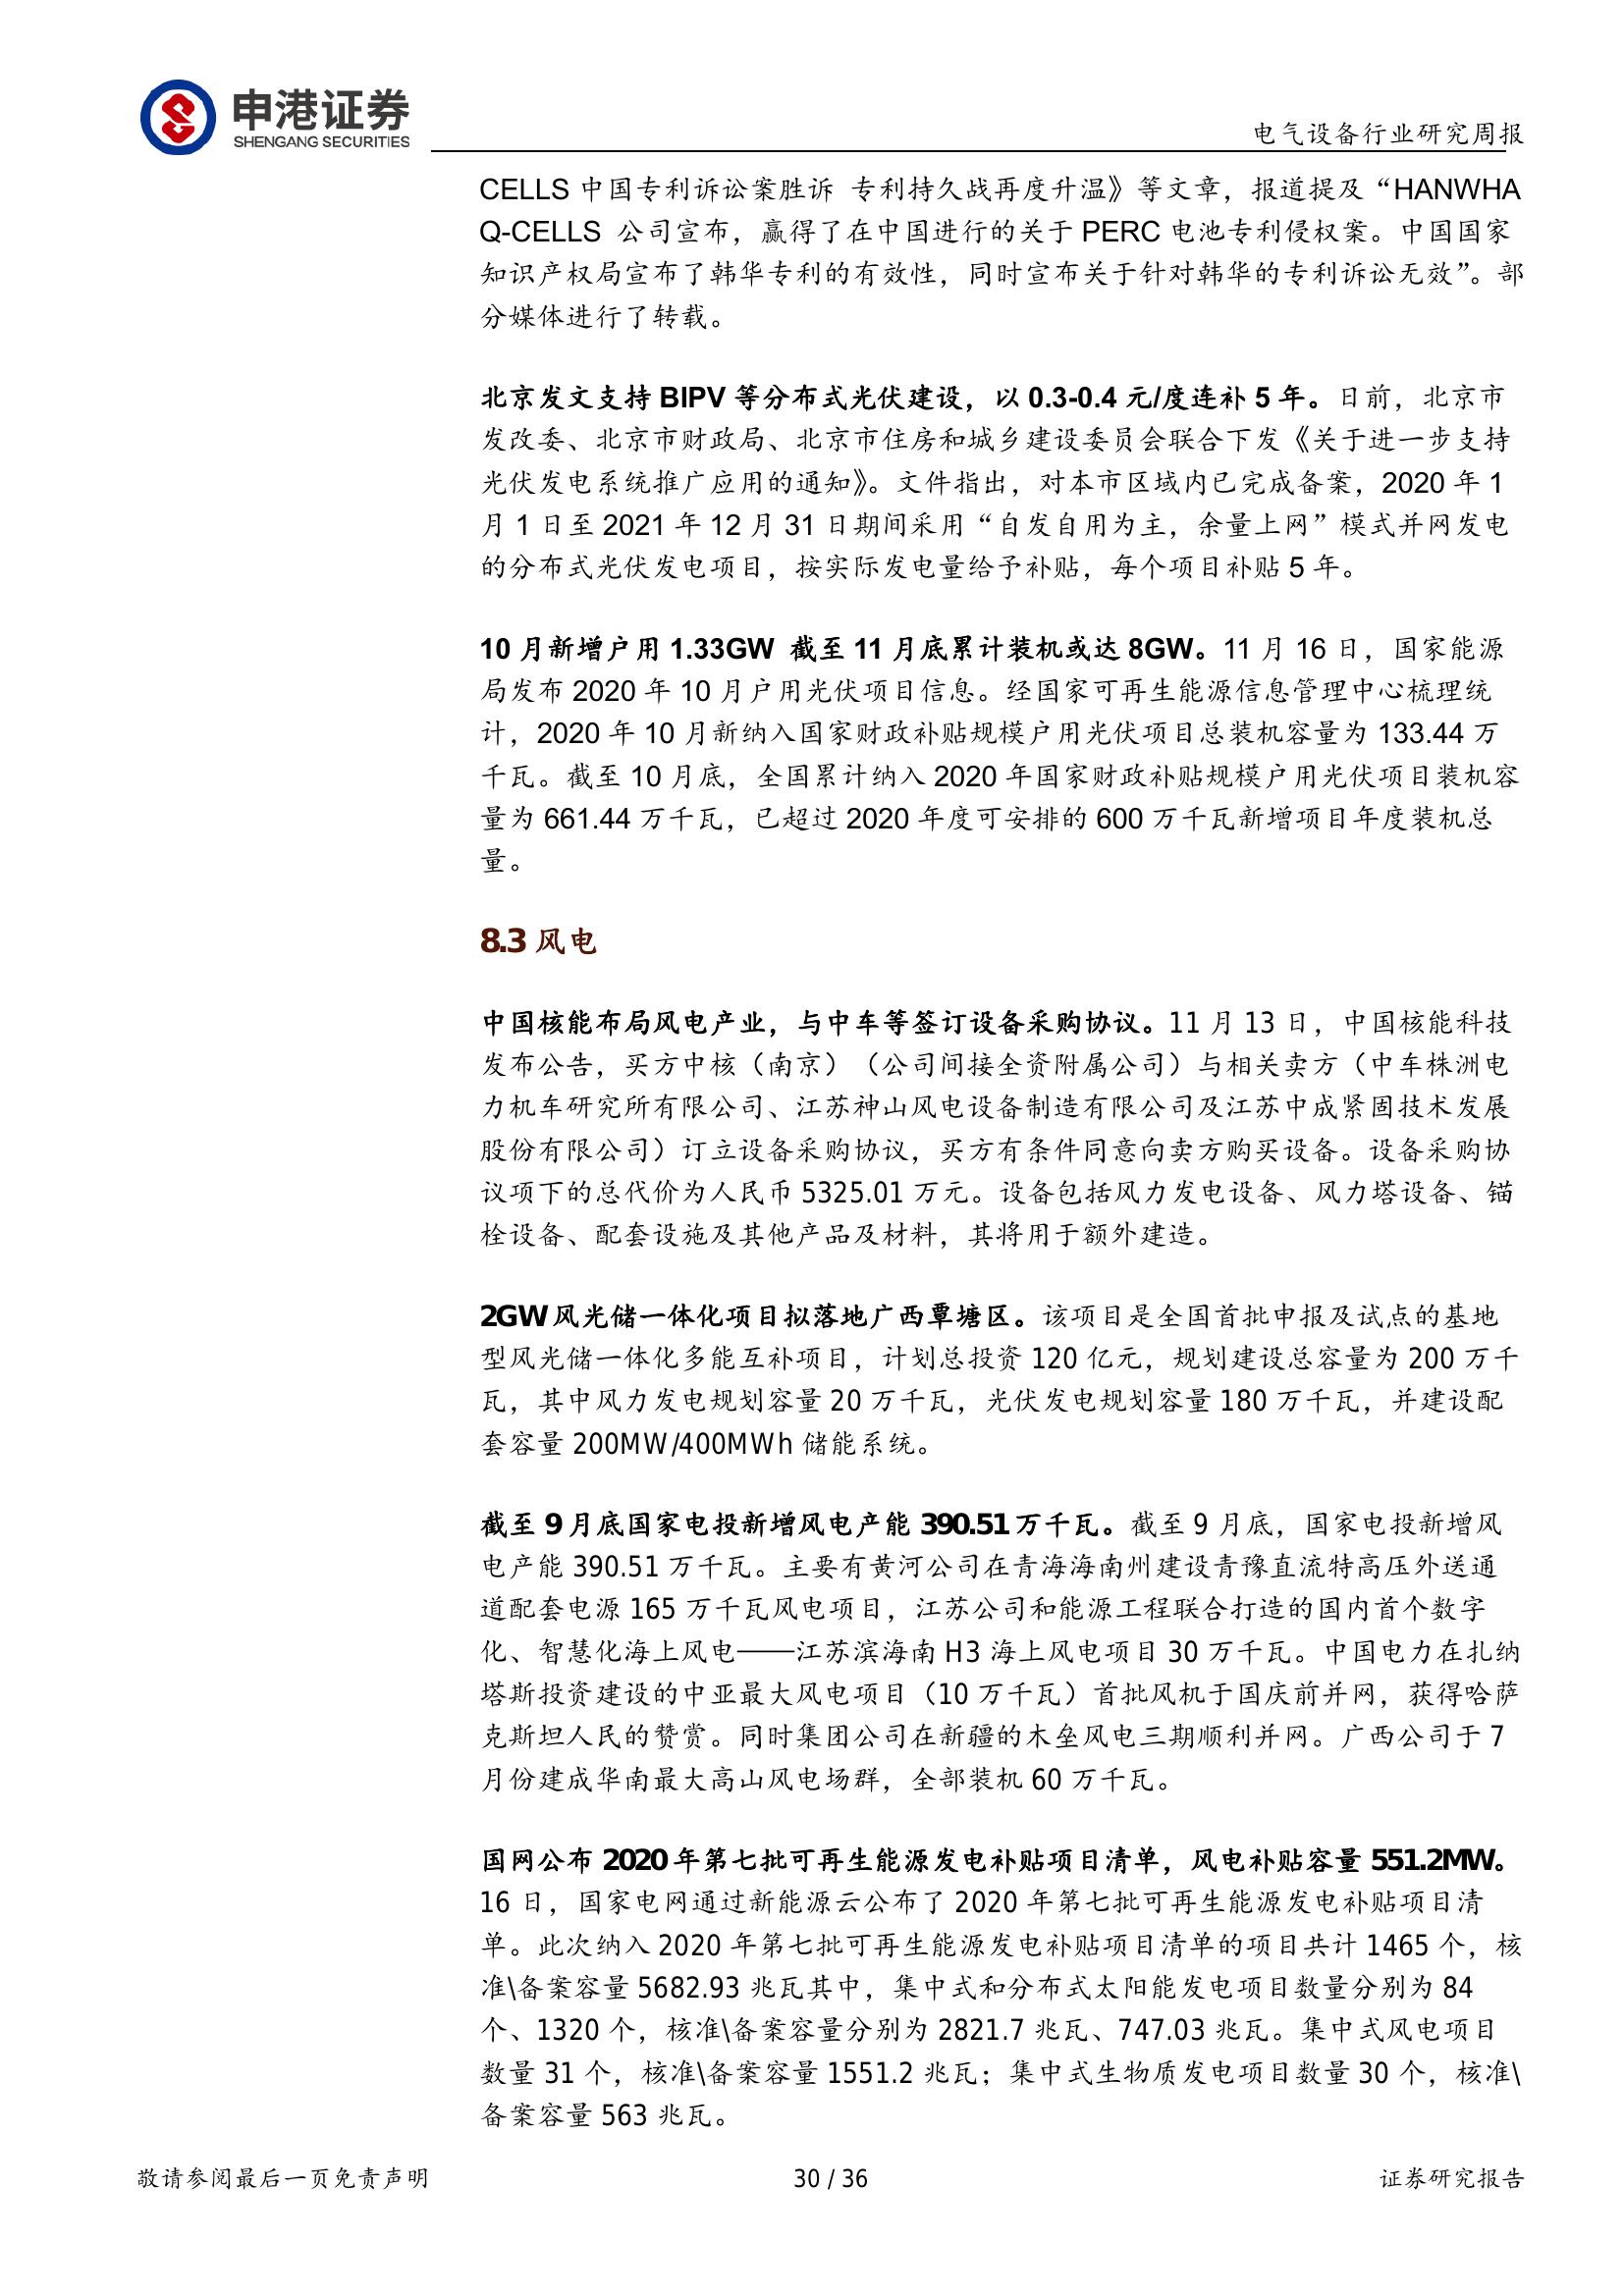 申港证券
SHENGANG SECURITIES
电气设备行业研究周报
CELLS 中国专利诉讼案胜诉 专利持久战再度升温》等文章，报道提及“HANWHA
Q-CELLS 公司宣布，赢得了在中国进行的关于 PERC 电池专利侵权案。中国国家
知识产权局宣布了韩华专利的有效性，同时宣布关于针对韩华的专利诉讼无效”。部
分媒体进行了转载。
北京发文支持 BIPV 等分布式光伏建设，以 0.3-0.4 元/度连补 5 年。日前，北京市
发改委、北京市财政局、北京市住房和城乡建设委员会联合下发《关于进一步支持
光伏发电系统推广应用的通知》。文件指出，对本市区域内已完成备案，2020 年 1
月 1 日至 2021 年 12 月 31 日期间采用“自发自用为主，余量上网”模式并网发电
的分布式光伏发电项目，按实际发电量给予补贴，每个项目补贴 5 年。
10 月新增户用 1.33GW 截至 11 月底累计装机或达 8GW。11 月 16 日，国家能源
局发布 2020 年 10 月户用光伏项目信息。经国家可再生能源信息管理中心梳理统
计，2020 年 10 月新纳入国家财政补贴规模户用光伏项目总装机容量为 133.44 万
千瓦。截至 10 月底，全国累计纳入 2020 年国家财政补贴规模户用光伏项目装机容
量为 661.44 万千瓦，已超过 2020 年度可安排的 600 万千瓦新增项目年度装机总
量。
8.3 风电
中国核能布局风电产业，与中车等签订设备采购协议。11 月 13 日，中国核能科技
发布公告，买方中核（南京）（公司间接全资附属公司）与相关卖方（中车株洲电
力机车研究所有限公司、江苏神山风电设备制造有限公司及江苏中成紧固技术发展
股份有限公司）订立设备采购协议，买方有条件同意向卖方购买设备。设备采购协
议项下的总代价为人民币 5325.01 万元。设备包括风力发电设备、风力塔设备、锚
栓设备、配套设施及其他产品及材料，其将用于额外建造。
2GW 风光储一体化项目拟落地广西覃塘区。该项目是全国首批申报及试点的基地
型风光储一体化多能互补项目，计划总投资 120 亿元，规划建设总容量为 200 万千
瓦，其中风力发电规划容量 20 万千瓦，光伏发电规划容量 180 万千瓦，并建设配
套容量 200MW/400MWh 储能系统。
截至 9 月底国家电投新增风电产能 390.51 万千瓦。截至 9 月底，国家电投新增风
电产能 390.51 万千瓦。主要有黄河公司在青海海南州建设青豫直流特高压外送通
道配套电源 165 万千瓦风电项目，江苏公司和能源工程联合打造的国内首个数字
化、智慧化海上风电——江苏滨海南 H3 海上风电项目 30 万千瓦。中国电力在扎纳
塔斯投资建设的中亚最大风电项目（10 万千瓦）首批风机于国庆前并网，获得哈萨
克斯坦人民的赞赏。同时集团公司在新疆的木垒风电三期顺利并网。广西公司于 7
月份建成华南最大高山风电场群，全部装机 60 万千瓦。
国网公布 2020 年第七批可再生能源发电补贴项目清单，风电补贴容量 551.2MW。
16 日，国家电网通过新能源云公布了 2020 年第七批可再生能源发电补贴项目清
单。此次纳入 2020 年第七批可再生能源发电补贴项目清单的项目共计 1465 个，核
准\备案容量 5682.93 兆瓦其中，集中式和分布式太阳能发电项目数量分别为 84
个、1320 个，核准\备案容量分别为 2821.7 兆瓦、747.03 兆瓦。集中式风电项目
数量 31 个，核准\备案容量 1551.2 兆瓦；集中式生物质发电项目数量 30 个，核准\
备案容量 563 兆瓦。
敬请参阅最后一页免责声明
30 / 36
证券研究报告